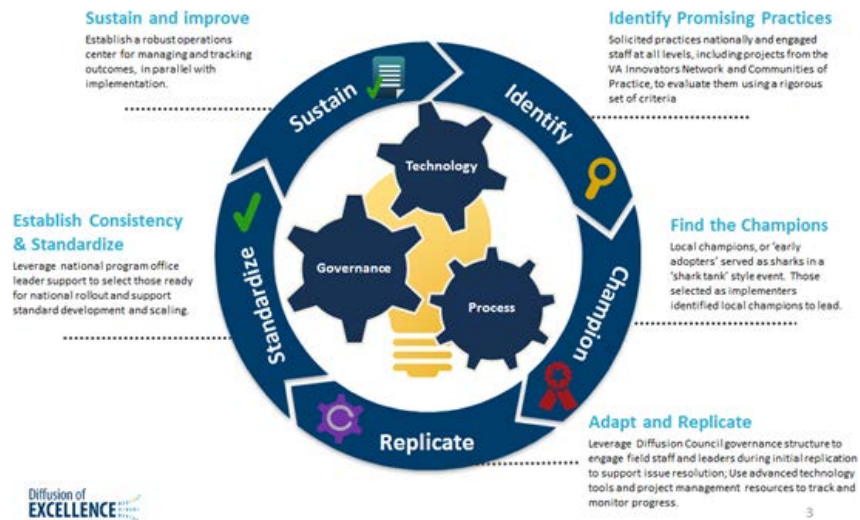 Sustain and improve
Establish a robust operations
center for managing and tracking
outcomes, in parallel with
implementation.
Identify Promising Practices
Solicited practices nationally and engaged
staff at all levels, including projects from the
VA Innovators Network and Communities of
Practice, to evaluate them using a rigorous
set of criteria
Sustain
Identify
Technology
Establish Consistency
& Standardize
Leverage national program office
leader support to select those ready
for national rollout and support
standard development and scaling.
Governance
Process
Find the Champions
Local champions, or 'early
adopters' served as sharks in a
'shark tank' style event. Those
selected as implementers
identified local champions to lead.
Standardize
Champion
Replicate
Adapt and Replicate
Leverage Diffusion Council governance structure to
engage field staff and leaders during initial replication
to support issue resolution; Use advanced technology
tools and project management resources to track and
monitor progress.
Diffusion of
EXCELLENCE
3